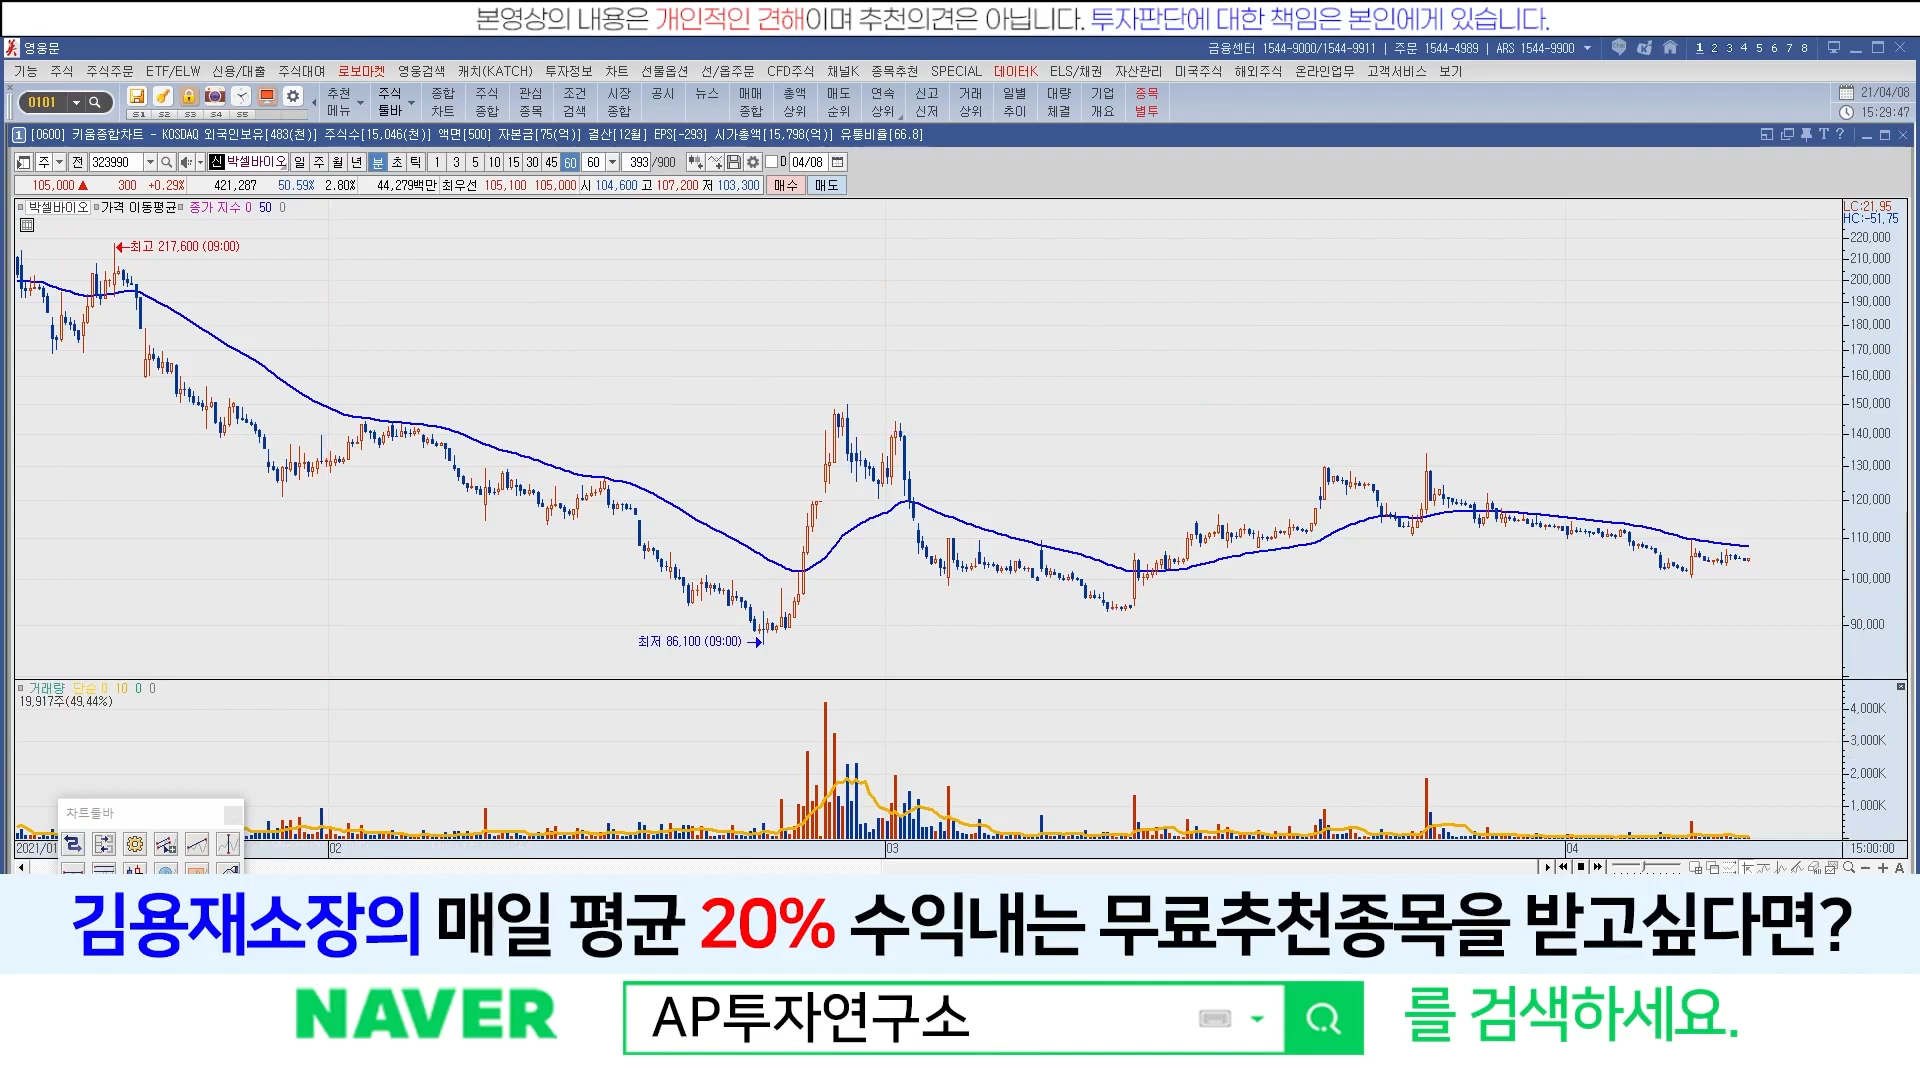 본영상의 내용은 개인적인 견해이며 추천의견은 아닙니다. 투자판단에 대한 책임은 본인에게 있습니다.
영웅문
금융센터 1544-9000/1544-9911 | 주문 1544-4989 | ARS 1544-9900
1 2 3 4 5 6 7 8
기능 주식 주식주문 ETF/ELW 신용/대출 주식대여 로보마켓 영웅검색 캐치(KATCH) 투자정보 차트 선물옵션 선/옵주문 CFD주식 채널K 종목추천 SPECIAL 데이터K ELS/채권 자산관리 미국주식 해외주식 온라인업무 고객서비스 보기
0101
S1 S2 S3 S4 S5
추천 메뉴
주식 툴바
종합 차트
주식 종합
관심 종목
조건 검색
시장 종합
공시
뉴스
매매 종합
총액 상위
매도 순위
연속 상위
신고 신저
거래 상위
일별 추이
대량 체결
기업 개요
종목 별투
21/04/08
15:29:47
1 [0600] 키움종합차트 - KOSDAQ 외국인보유[483(천)] 주식수[15,046(천)] 액면[500] 자본금[75(억)] 결산[12월] EPS[-293] 시가총액[15,798(억)] 유통비율[66.8]
T ?
주 전 323990 신 박셀바이오 일 주 월 년 분 초 틱 1 3 5 10 15 30 45 60 60 393 /900 D 04/08
105,000 ▲ 300 +0.29% 421,287 50.59% 2.80% 44,279백만 최우선 105,100 105,000 시 104,600 고 107,200 저 103,300 매수 매도
박셀바이오 가격 이동평균 종가 지수 0 50 0
LC:21.95
HC:-51.75
최고 217,600 (09:00)
220,000
210,000
200,000
190,000
180,000
170,000
160,000
150,000
140,000
130,000
120,000
110,000
100,000
90,000
최저 86,100 (09:00)
거래량 단순 0 10 0 0
19,917주(49.44%)
4,000K
3,000K
2,000K
1,000K
차트툴바
2021/01 02 03 04 15:00:00
A
김용재소장의 매일 평균 20% 수익내는 무료추천종목을 받고싶다면?
NAVER AP투자연구소 를 검색하세요.